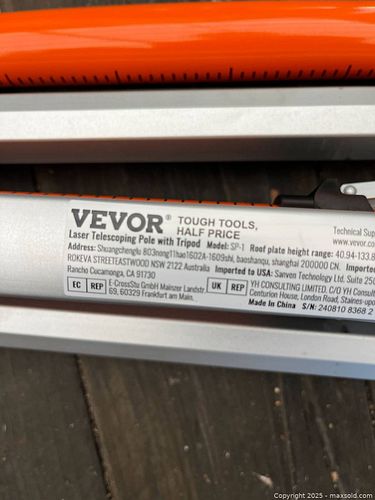 VEVOR® TOUGH TOOLS,
HALF PRICE
Technical Sup
www.vevor.co
Laser Telescoping Pole with Tripod Model: SP-1 Roof plate height range: 40.94-133.8
Address: Shuangchenglu 803nong11hao1602A-1609shi, baoshanqu, shanghai 200000 CN. Importe
ROKEVA STREETEASTWOOD NSW 2122 Australia Imported to USA: Sanven Technology Ltd. Suite 250
Rancho Cucamonga, CA 91730
EC REP E-CrossStu GmbH Mainzer Landstr.
69, 60329 Frankfurt am Main.
UK REP YH CONSULTING LIMITED. C/O YH Consult
Centurion House, London Road, Staines-upo
Made In China S/N: 240810 8368 2
Copyright 2025 - maxsold.com